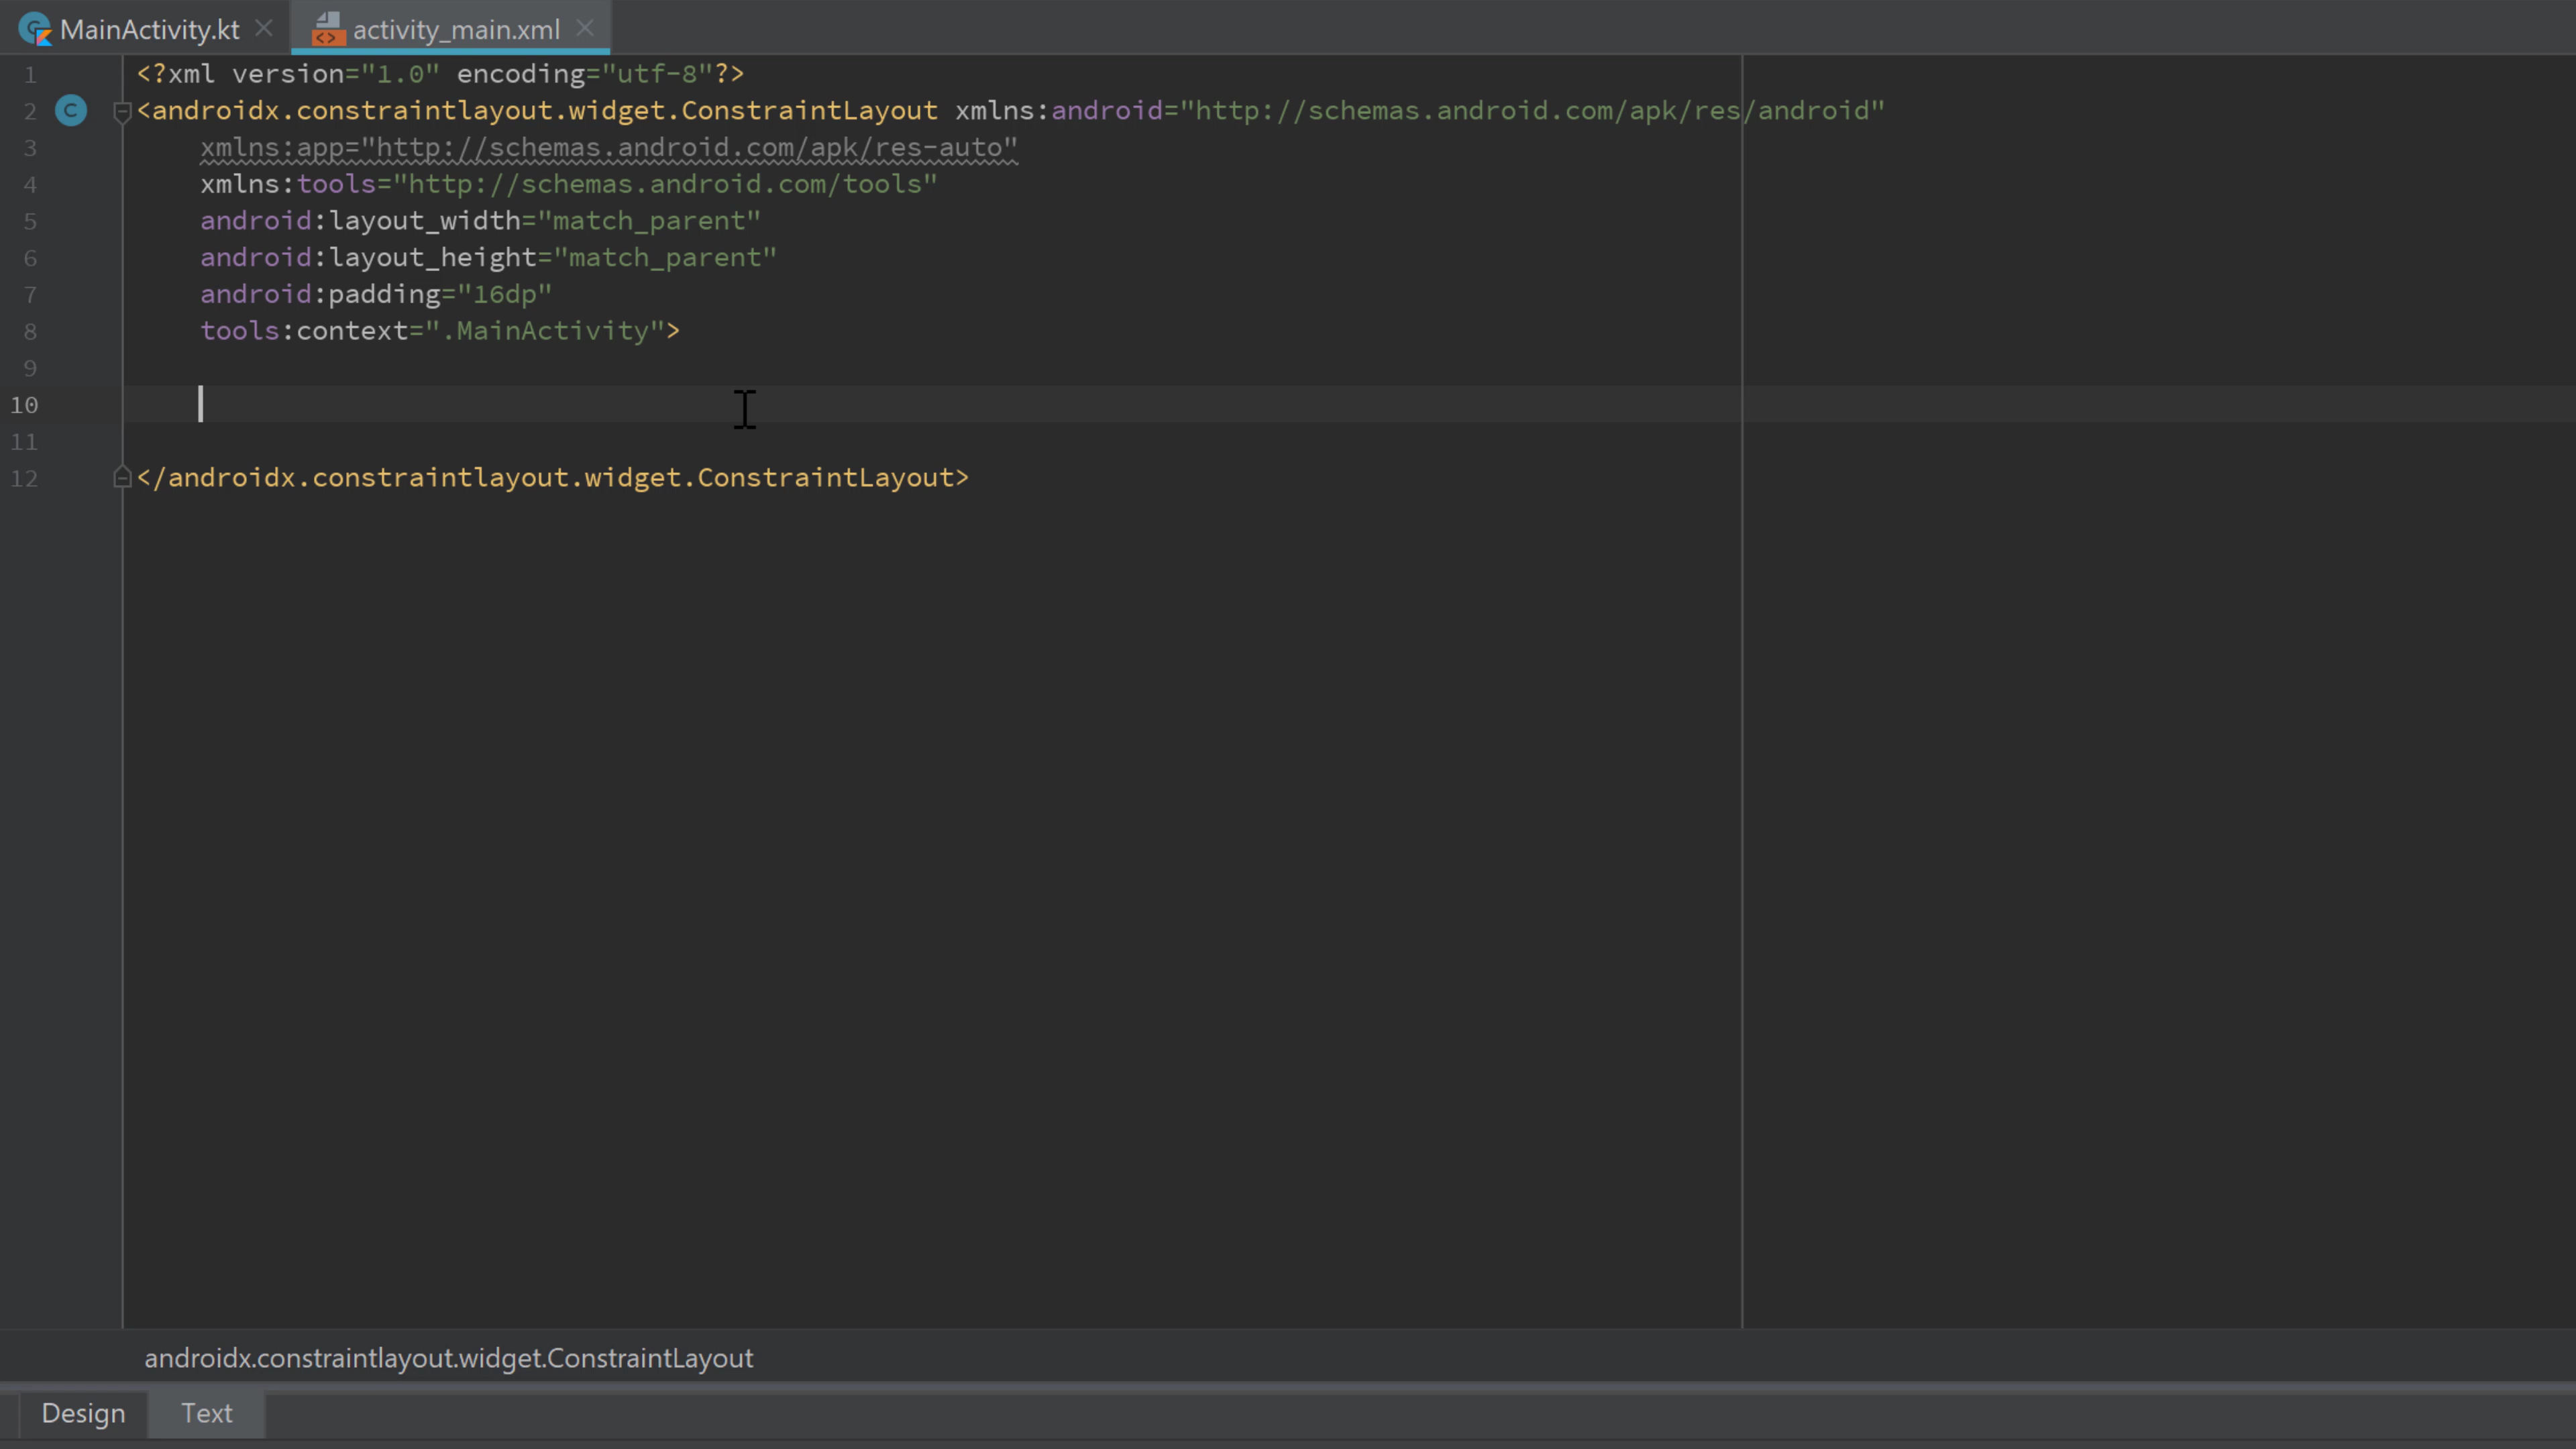 MainActivity.kt
activity_main.xml
1 <?xml version="1.0" encoding="utf-8"?>
2 <androidx.constraintlayout.widget.ConstraintLayout xmlns:android="http://schemas.android.com/apk/res/android"
3 xmlns:app="http://schemas.android.com/apk/res-auto"
4 xmlns:tools="http://schemas.android.com/tools"
5 android:layout_width="match_parent"
6 android:layout_height="match_parent"
7 android:padding="16dp"
8 tools:context=".MainActivity">
9
10
11
12 </androidx.constraintlayout.widget.ConstraintLayout>
androidx.constraintlayout.widget.ConstraintLayout
Design
Text